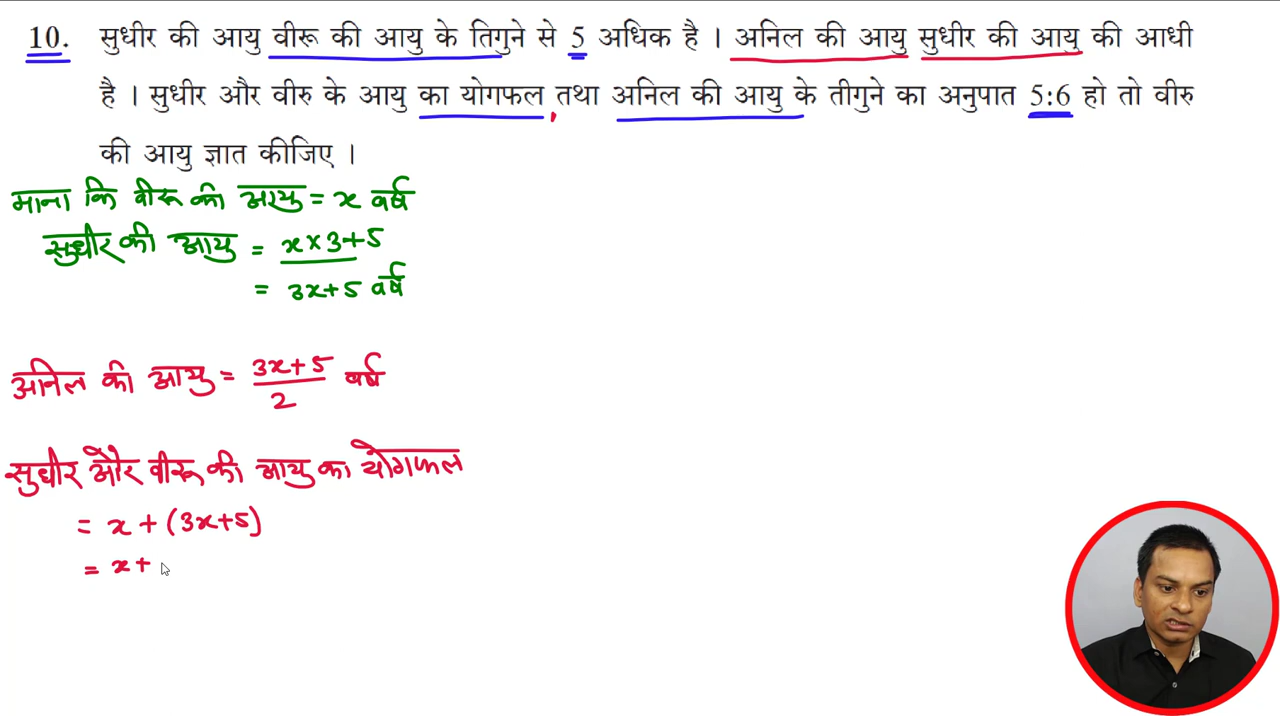 10. सुधीर की आयु वीरू की आयु के तिगुने से 5 अधिक है । अनिल की आयु सुधीर की आयु की आधी
है । सुधीर और वीरु के आयु का योगफल तथा अनिल की आयु के तीगुने का अनुपात 5:6 हो तो वीरु
की आयु ज्ञात कीजिए ।
माना कि वीरू की आयु = x वर्ष
सुधीर की आयु = x × 3 + 5
= 3x + 5 वर्ष
अनिल की आयु = (3x + 5)/2 वर्ष
सुधीर और वीरू की आयु का योगफल
= x + (3x + 5)
= x +